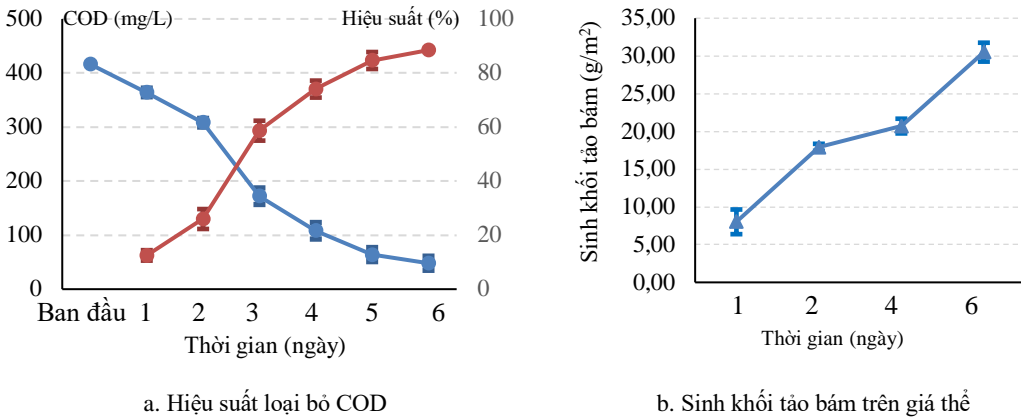 COD (mg/L)
Hiệu suất (%)
500
400
300
200
100
0
100
80
60
40
20
0
Ban đầu 1 2 3 4 5 6
Thời gian (ngày)
a. Hiệu suất loại bỏ COD
Sinh khối tảo bám (g/m²)
35,00
30,00
25,00
20,00
15,00
10,00
5,00
0,00
1 2 4 6
Thời gian (ngày)
b. Sinh khối tảo bám trên giá thể